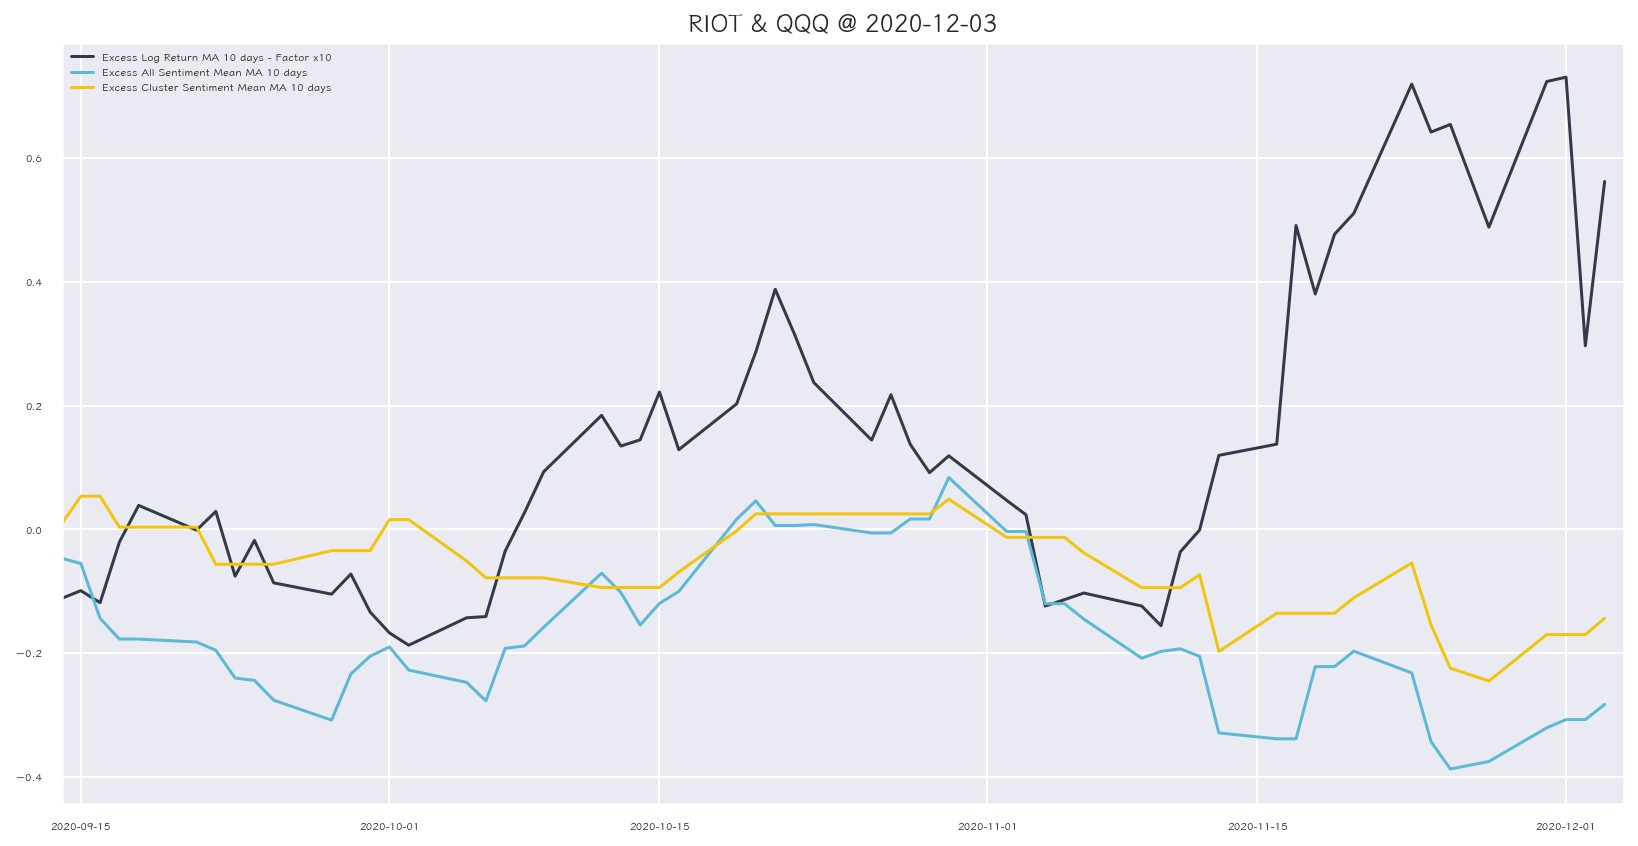 RIOT & QQQ @ 2020-12-03
Excess Log Return MA 10 days - Factor x10
Excess All Sentiment Mean MA 10 days
Excess Cluster Sentiment Mean MA 10 days
0.6
0.4
0.2
0.0
−0.2
−0.4
2020-09-15 2020-10-01 2020-10-15 2020-11-01 2020-11-15 2020-12-01